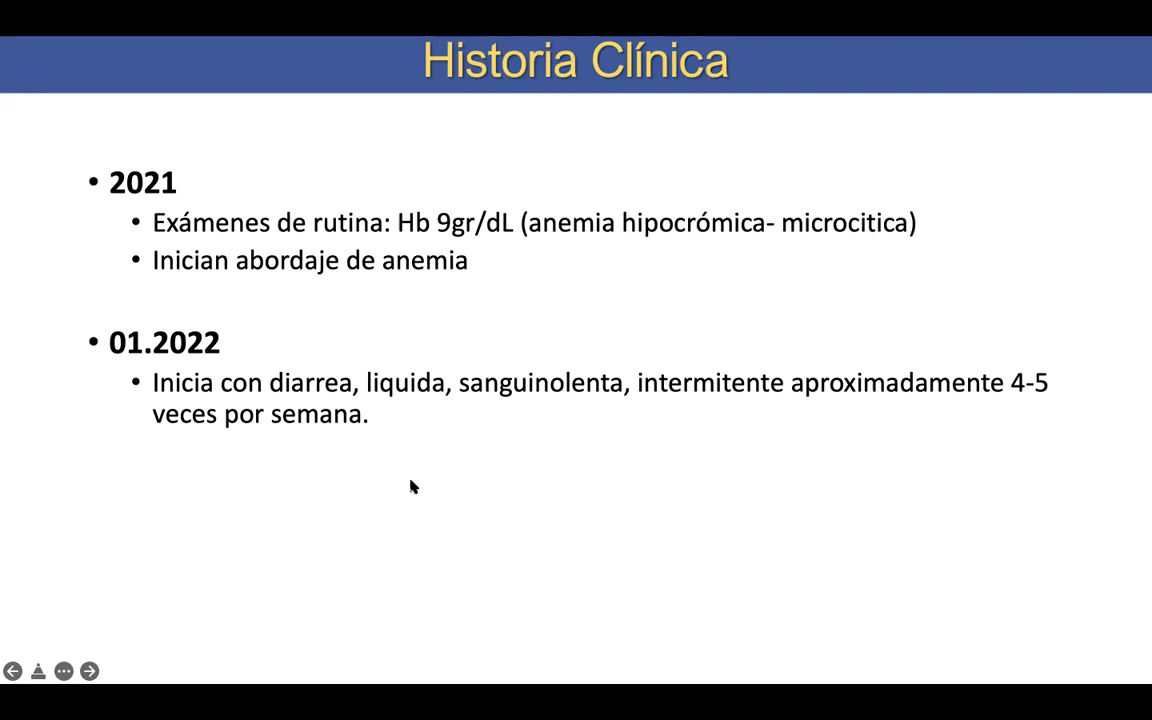 Historia Clínica
• 2021
• Exámenes de rutina: Hb 9gr/dL (anemia hipocrómica- microcitica)
• Inician abordaje de anemia
• 01.2022
• Inicia con diarrea, liquida, sanguinolenta, intermitente aproximadamente 4-5
veces por semana.